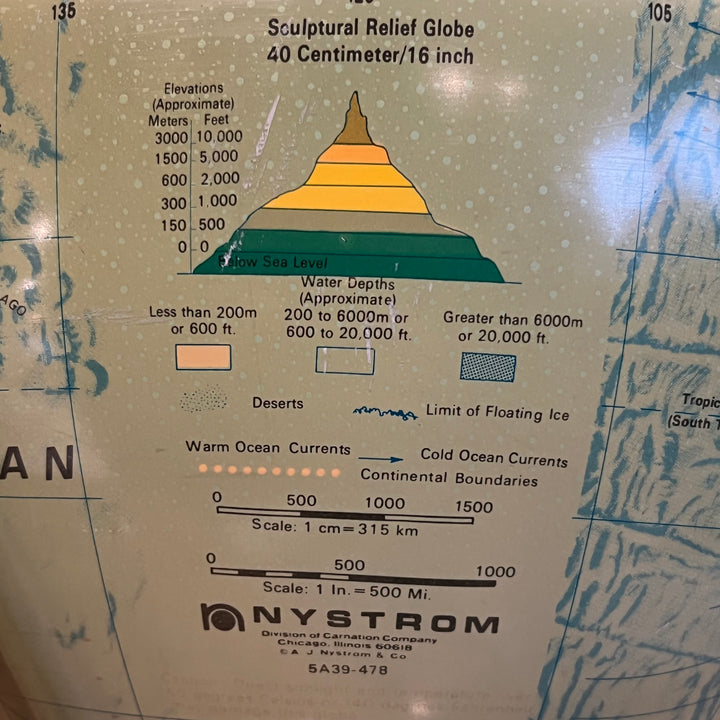 135
105
Sculptural Relief Globe
40 Centimeter/16 inch
Elevations
(Approximate)
Meters Feet
3000 10,000
1500 5,000
600 2,000
300 1,000
150 500
0 0
Below Sea Level
Water Depths
(Approximate)
Less than 200m
or 600 ft.
200 to 6000m or
600 to 20,000 ft.
Greater than 6000m
or 20,000 ft.
Deserts
Limit of Floating Ice
Warm Ocean Currents
Cold Ocean Currents
Continental Boundaries
0 500 1000 1500
Scale: 1 cm=315 km
0 500 1000
Scale: 1 In.=500 Mi.
n NYSTROM
Division of Carnation Company
Chicago, Illinois 60618
©A J Nystrom & Co
5A39-478
AGO
AN
Tropic
(South T